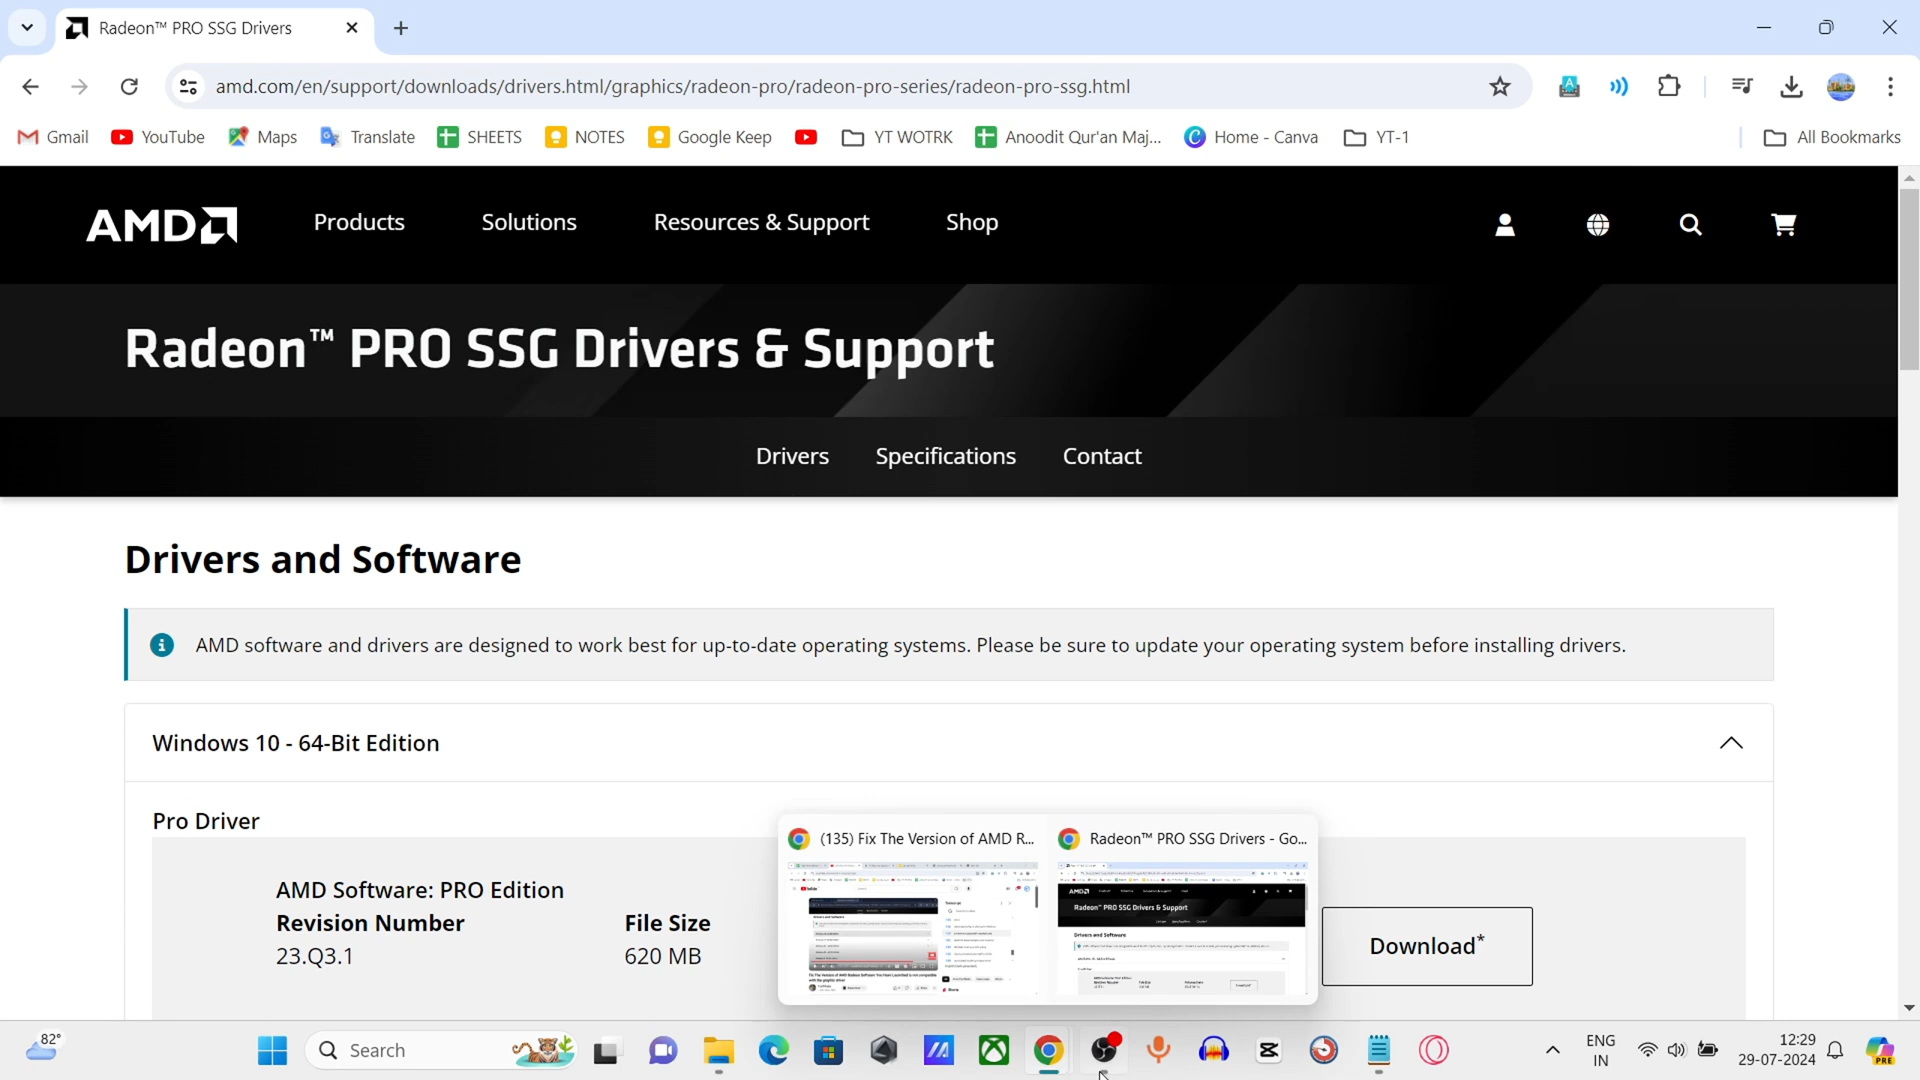 Radeon™ PRO SSG Drivers
amd.com/en/support/downloads/drivers.html/graphics/radeon-pro/radeon-pro-series/radeon-pro-ssg.html
Gmail YouTube Maps Translate SHEETS NOTES Google Keep YT WOTRK Anoodit Qur'an Maj... Home - Canva YT-1 All Bookmarks
AMD Products Solutions Resources & Support Shop
Radeon™ PRO SSG Drivers & Support
Drivers Specifications Contact
Drivers and Software
AMD software and drivers are designed to work best for up-to-date operating systems. Please be sure to update your operating system before installing drivers.
Windows 10 - 64-Bit Edition
Pro Driver
(135) Fix The Version of AMD R... Radeon™ PRO SSG Drivers - Go...
AMD Software: PRO Edition
Revision Number File Size
23.Q3.1 620 MB
Download*
82° Search ENG 12:29
IN 29-07-2024 PRE